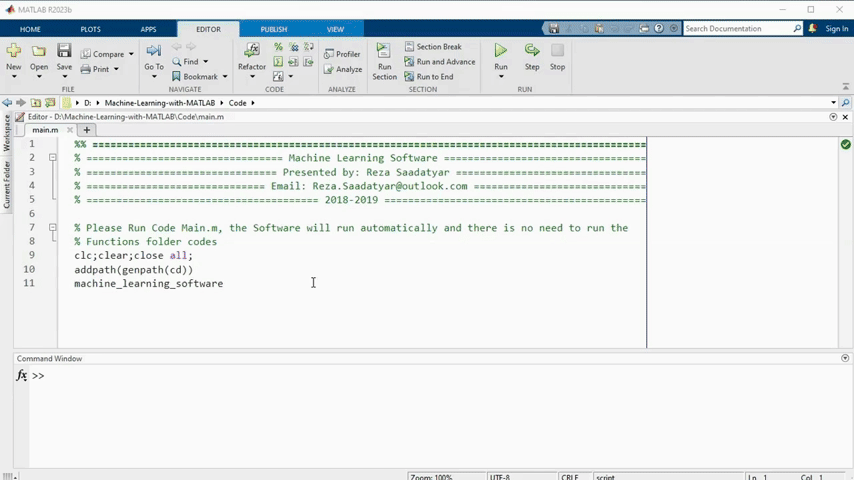 MATLAB R2023b
HOME PLOTS APPS EDITOR PUBLISH VIEW Search Documentation Sign In
New Open Save Compare Print Go To Find Bookmark Refactor Profiler Analyze Run Section Section Break Run and Advance Run to End Run Step Stop
FILE NAVIGATE CODE ANALYZE SECTION RUN
D: Machine-Learning-with-MATLAB Code
Editor - D:\Machine-Learning-with-MATLAB\Code\main.m
main.m
Workspace
Current Folder
1 %% ===========================================================================================
2 % ================================ Machine Learning Software =================================
3 % =============================== Presented by: Reza Saadatyar ================================
4 % ============================= Email: Reza.Saadatyar@outlook.com ============================
5 % ===================================== 2018-2019 ===========================================
6
7 % Please Run Code Main.m, the Software will run automatically and there is no need to run the
8 % Functions folder codes
9 clc;clear;close all;
10 addpath(genpath(cd))
11 machine_learning_software
Command Window
fx >>
Zoom: 100% UTF-8 CRLF script Ln 1 Col 1